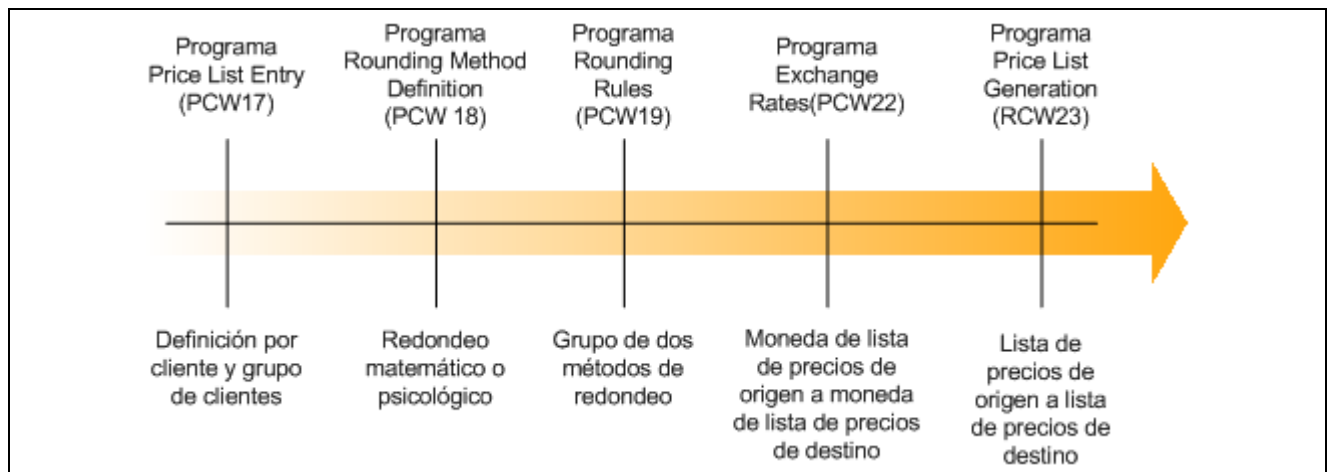 Programa
Price List Entry
(PCW17)
Programa
Rounding Method
Definition
(PCW 18)
Programa
Rounding
Rules
(PCW19)
Programa
Exchange
Rates(PCW22)
Programa
Price List
Generation
(RCW23)
Definición por
cliente y grupo
de clientes
Redondeo
matemático o
psicológico
Grupo de dos
métodos de
redondeo
Moneda de lista
de precios de
origen a moneda
de lista de precios
de destino
Lista de
precios de
origen a lista
de precios de
destino